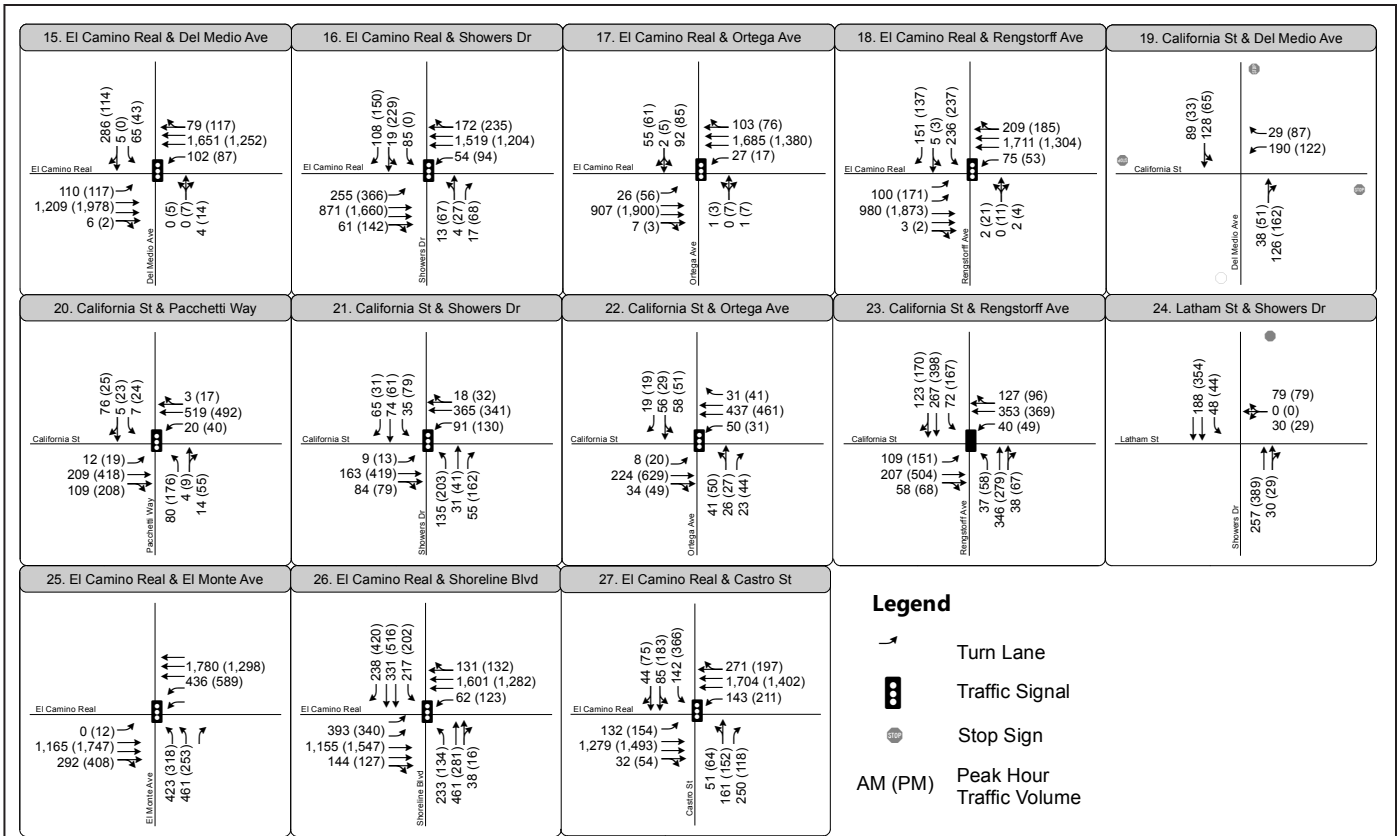 15. El Camino Real & Del Medio Ave
286 (114)
5 (0)
65 (43)
79 (117)
1,651 (1,252)
102 (87)
El Camino Real
110 (117)
1,209 (1,978)
6 (2)
0 (5)
0 (7)
4 (14)
Del Medio Ave
16. El Camino Real & Showers Dr
108 (150)
19 (229)
85 (0)
172 (235)
1,519 (1,204)
54 (94)
El Camino Real
255 (366)
871 (1,660)
61 (142)
13 (67)
4 (27)
17 (68)
Showers Dr
17. El Camino Real & Ortega Ave
55 (61)
2 (5)
92 (85)
103 (76)
1,685 (1,380)
27 (17)
El Camino Real
26 (56)
907 (1,900)
7 (3)
1 (3)
0 (7)
1 (7)
Ortega Ave
18. El Camino Real & Rengstorff Ave
151 (137)
5 (3)
236 (237)
209 (185)
1,711 (1,304)
75 (53)
El Camino Real
100 (171)
980 (1,873)
3 (2)
2 (21)
0 (11)
2 (4)
Rengstorff Ave
19. California St & Del Medio Ave
89 (33)
128 (65)
29 (87)
190 (122)
STOP
California St
STOP
38 (51)
126 (162)
Del Medio Ave
20. California St & Pacchetti Way
76 (25)
5 (23)
7 (24)
3 (17)
519 (492)
20 (40)
California St
12 (19)
209 (418)
109 (208)
80 (176)
4 (9)
14 (55)
Pacchetti Way
21. California St & Showers Dr
65 (31)
74 (61)
35 (79)
18 (32)
365 (341)
91 (130)
California St
9 (13)
163 (419)
84 (79)
135 (203)
31 (41)
55 (162)
Showers Dr
22. California St & Ortega Ave
19 (19)
56 (29)
58 (51)
31 (41)
437 (461)
50 (31)
California St
8 (20)
224 (629)
34 (49)
41 (50)
26 (27)
23 (44)
Ortega Ave
23. California St & Rengstorff Ave
123 (170)
267 (398)
72 (167)
127 (96)
353 (369)
40 (49)
California St
109 (151)
207 (504)
58 (68)
37 (58)
346 (279)
38 (67)
Rengstorff Ave
24. Latham St & Showers Dr
188 (354)
48 (44)
79 (79)
0 (0)
30 (29)
Latham St
257 (389)
30 (29)
Showers Dr
25. El Camino Real & El Monte Ave
1,780 (1,298)
436 (589)
El Camino Real
0 (12)
1,165 (1,747)
292 (408)
423 (318)
461 (253)
El Monte Ave
26. El Camino Real & Shoreline Blvd
238 (420)
331 (516)
217 (202)
131 (132)
1,601 (1,282)
62 (123)
El Camino Real
393 (340)
1,155 (1,547)
144 (127)
233 (134)
461 (281)
38 (16)
Shoreline Blvd
27. El Camino Real & Castro St
44 (75)
85 (183)
142 (366)
271 (197)
1,704 (1,402)
143 (211)
El Camino Real
132 (154)
1,279 (1,493)
32 (54)
51 (64)
161 (152)
250 (118)
Castro St
Legend
Turn Lane
Traffic Signal
STOP Stop Sign
AM (PM) Peak Hour
Traffic Volume